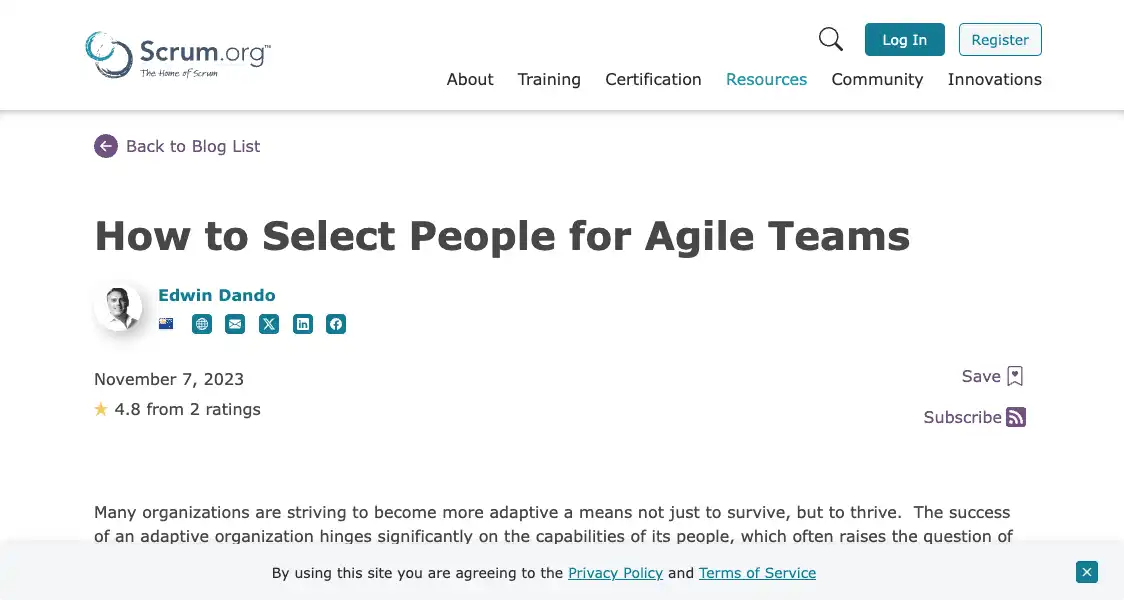 Scrum.org™
The Home of Scrum
Log In
Register
About
Training
Certification
Resources
Community
Innovations
Back to Blog List
How to Select People for Agile Teams
Edwin Dando
November 7, 2023
4.8 from 2 ratings
Save
Subscribe
Many organizations are striving to become more adaptive a means not just to survive, but to thrive. The success
of an adaptive organization hinges significantly on the capabilities of its people, which often raises the question of
By using this site you are agreeing to the Privacy Policy and Terms of Service